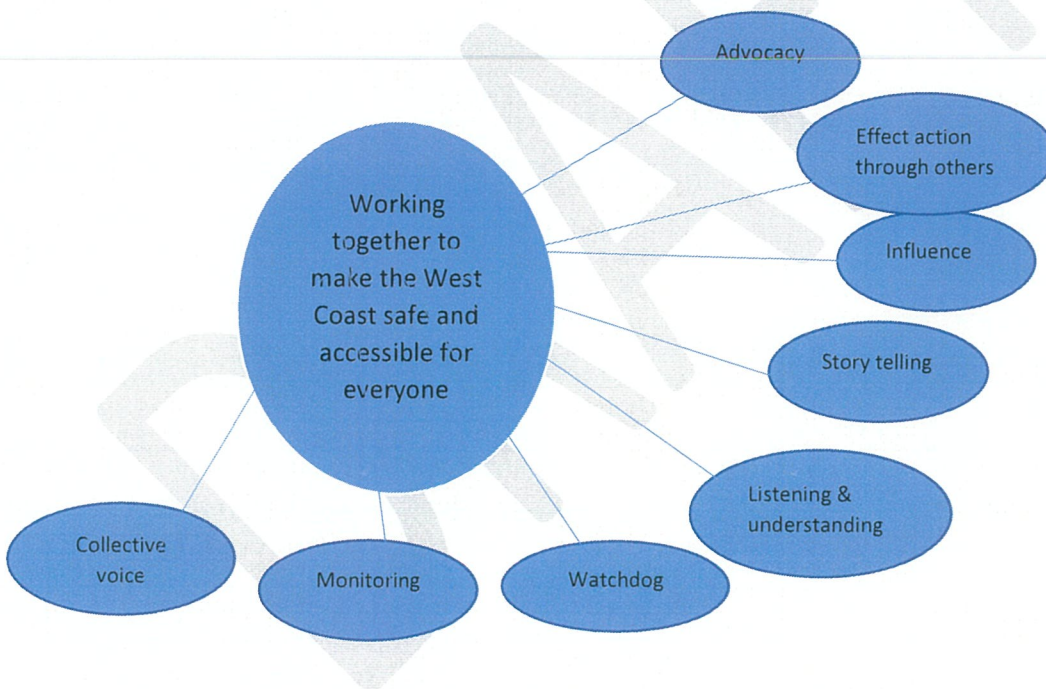 Advocacy
Effect action
through others
Influence
Story telling
Listening &
understanding
Watchdog
Monitoring
Collective
voice
Working
together to
make the West
Coast safe and
accessible for
everyone
DRAFT